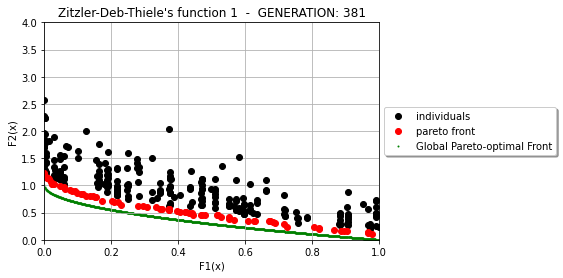 Zitzler-Deb-Thiele's function 1 - GENERATION: 381
4.0
3.5
3.0
2.5
2.0
1.5
1.0
0.5
0.0
F2(x)
0.0 0.2 0.4 0.6 0.8 1.0
F1(x)
individuals
pareto front
Global Pareto-optimal Front